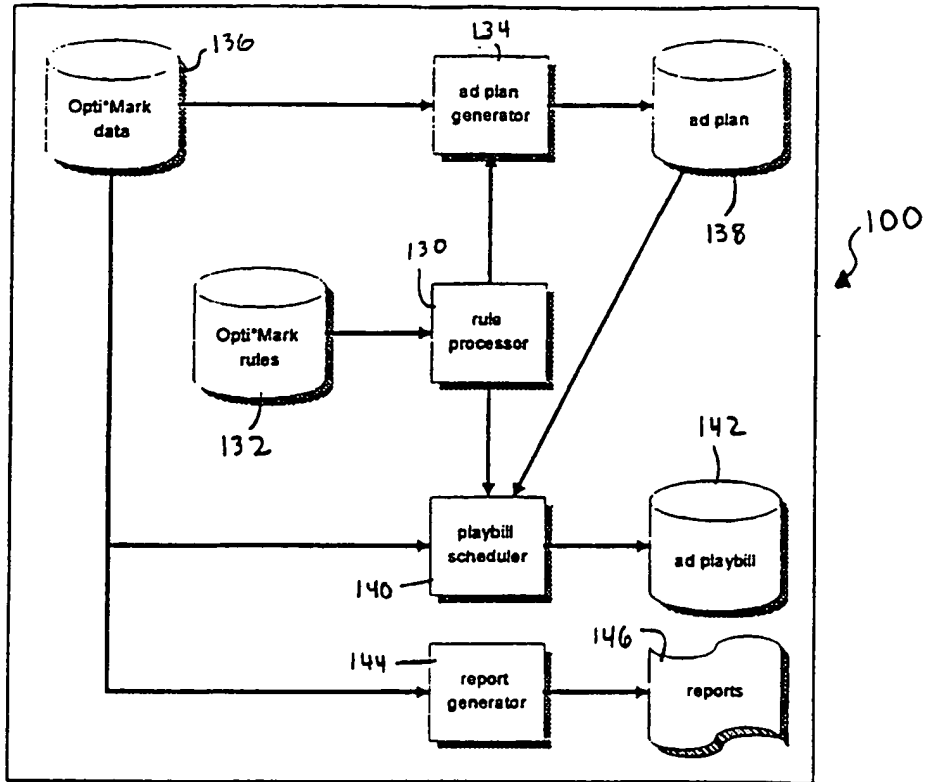 136
Opti*Mark
data
134
ad plan
generator
ad plan
138
100
130
rule
processor
Opti*Mark
rules
132
142
playbill
scheduler
140
ad playbill
144
report
generator
146
reports